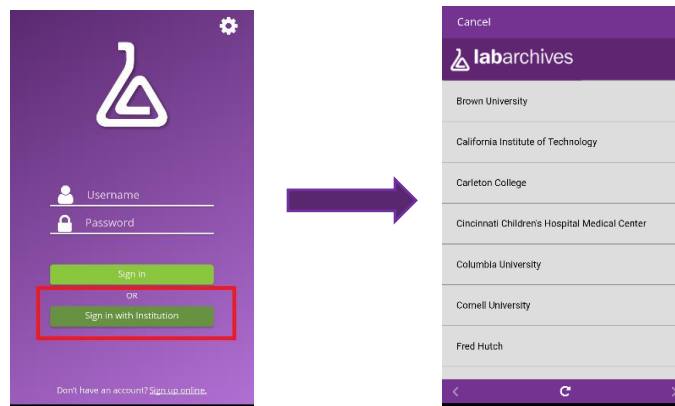 Username
Password
Sign in
OR
Sign in with Institution
Don't have an account? Sign up online.
Cancel
labarchives
Brown University
California Institute of Technology
Carleton College
Cincinnati Children's Hospital Medical Center
Columbia University
Cornell University
Fred Hutch